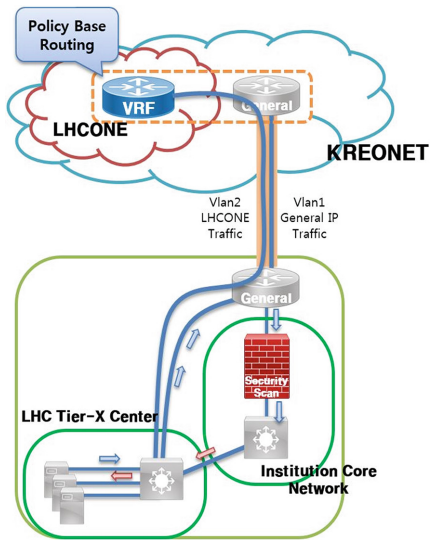 Policy Base
Routing
VRF
General
LHCONE
KREONET
Vlan2
LHCONE
Traffic
Vlan1
General IP
Traffic
General
Security
Scan
LHC Tier-X Center
Institution Core
Network